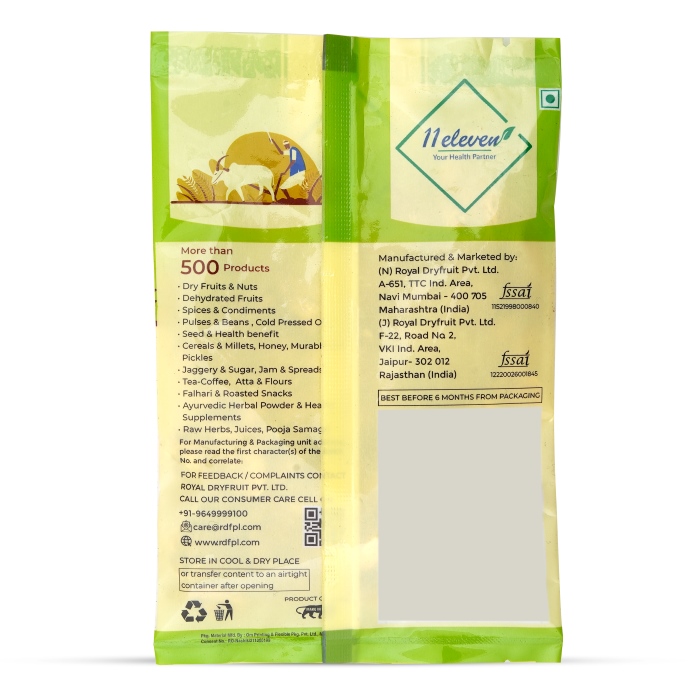 11 eleven
Your Health Partner
More than
500 Products
• Dry Fruits & Nuts
• Dehydrated Fruits
• Spices & Condiments
• Pulses & Beans , Cold Pressed O
• Seed & Health benefit
• Cereals & Millets, Honey, Murabl
Pickles
• Jaggery & Sugar, Jam & Spreads
• Tea-Coffee, Atta & Flours
• Falhari & Roasted Snacks
• Ayurvedic Herbal Powder & Hea
Supplements
• Raw Herbs, Juices, Pooja Samag
For Manufacturing & Packaging unit ad
please read the first character(s) of the
No. and correlate:
FOR FEEDBACK / COMPLAINTS CON
ROYAL DRYFRUIT PVT. LTD.
CALL OUR CONSUMER CARE CELL
+91-9649999100
care@rdfpl.com
www.rdfpl.com
STORE IN COOL & DRY PLACE
or transfer content to an airtight
container after opening
PRODUCT O
Manufactured & Marketed by:
(N) Royal Dryfruit Pvt. Ltd.
A-651, TTC Ind. Area,
Navi Mumbai - 400 705
Maharashtra (India)
fssai
11521998000840
(J) Royal Dryfruit Pvt. Ltd.
F-22, Road No 2,
VKI Ind. Area,
Jaipur- 302 012
Rajasthan (India)
fssai
12220026001845
BEST BEFORE 6 MONTHS FROM PACKAGING